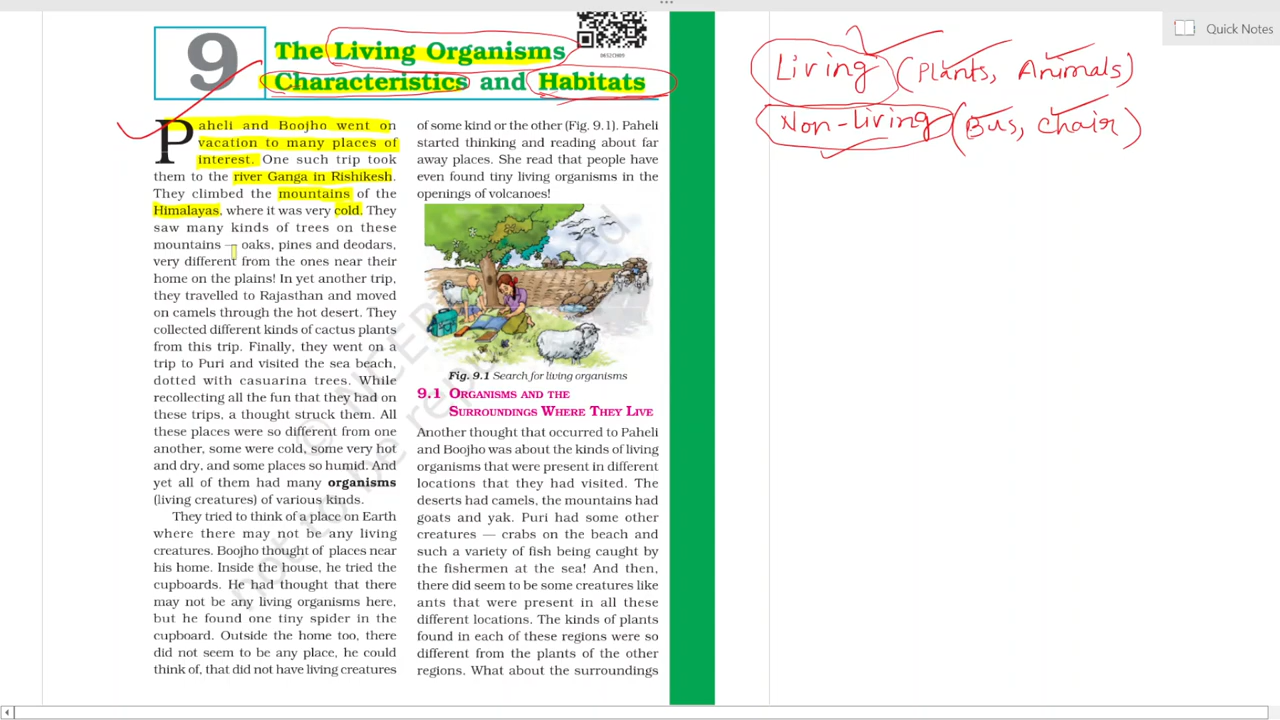 9
The Living Organisms
Characteristics and Habitats
Paheli and Boojho went on
vacation to many places of
interest. One such trip took
them to the river Ganga in Rishikesh.
They climbed the mountains of the
Himalayas, where it was very cold. They
saw many kinds of trees on these
mountains — oaks, pines and deodars,
very different from the ones near their
home on the plains! In yet another trip,
they travelled to Rajasthan and moved
on camels through the hot desert. They
collected different kinds of cactus plants
from this trip. Finally, they went on a
trip to Puri and visited the sea beach,
dotted with casuarina trees. While
recollecting all the fun that they had on
these trips, a thought struck them. All
these places were so different from one
another, some were cold, some very hot
and dry, and some places so humid. And
yet all of them had many organisms
(living creatures) of various kinds.
They tried to think of a place on Earth
where there may not be any living
creatures. Boojho thought of places near
his home. Inside the house, he tried the
cupboards. He had thought that there
may not be any living organisms here,
but he found one tiny spider in the
cupboard. Outside the home too, there
did not seem to be any place, he could
think of, that did not have living creatures
of some kind or the other (Fig. 9.1). Paheli
started thinking and reading about far
away places. She read that people have
even found tiny living organisms in the
openings of volcanoes!
Fig. 9.1 Search for living organisms
9.1 ORGANISMS AND THE
SURROUNDINGS WHERE THEY LIVE
Another thought that occurred to Paheli
and Boojho was about the kinds of living
organisms that were present in different
locations that they had visited. The
deserts had camels, the mountains had
goats and yak. Puri had some other
creatures — crabs on the beach and
such a variety of fish being caught by
the fishermen at the sea! And then,
there did seem to be some creatures like
ants that were present in all these
different locations. The kinds of plants
found in each of these regions were so
different from the plants of the other
regions. What about the surroundings
Living (Plants, Animals)
Non-living (Bus, chair)
Quick Notes